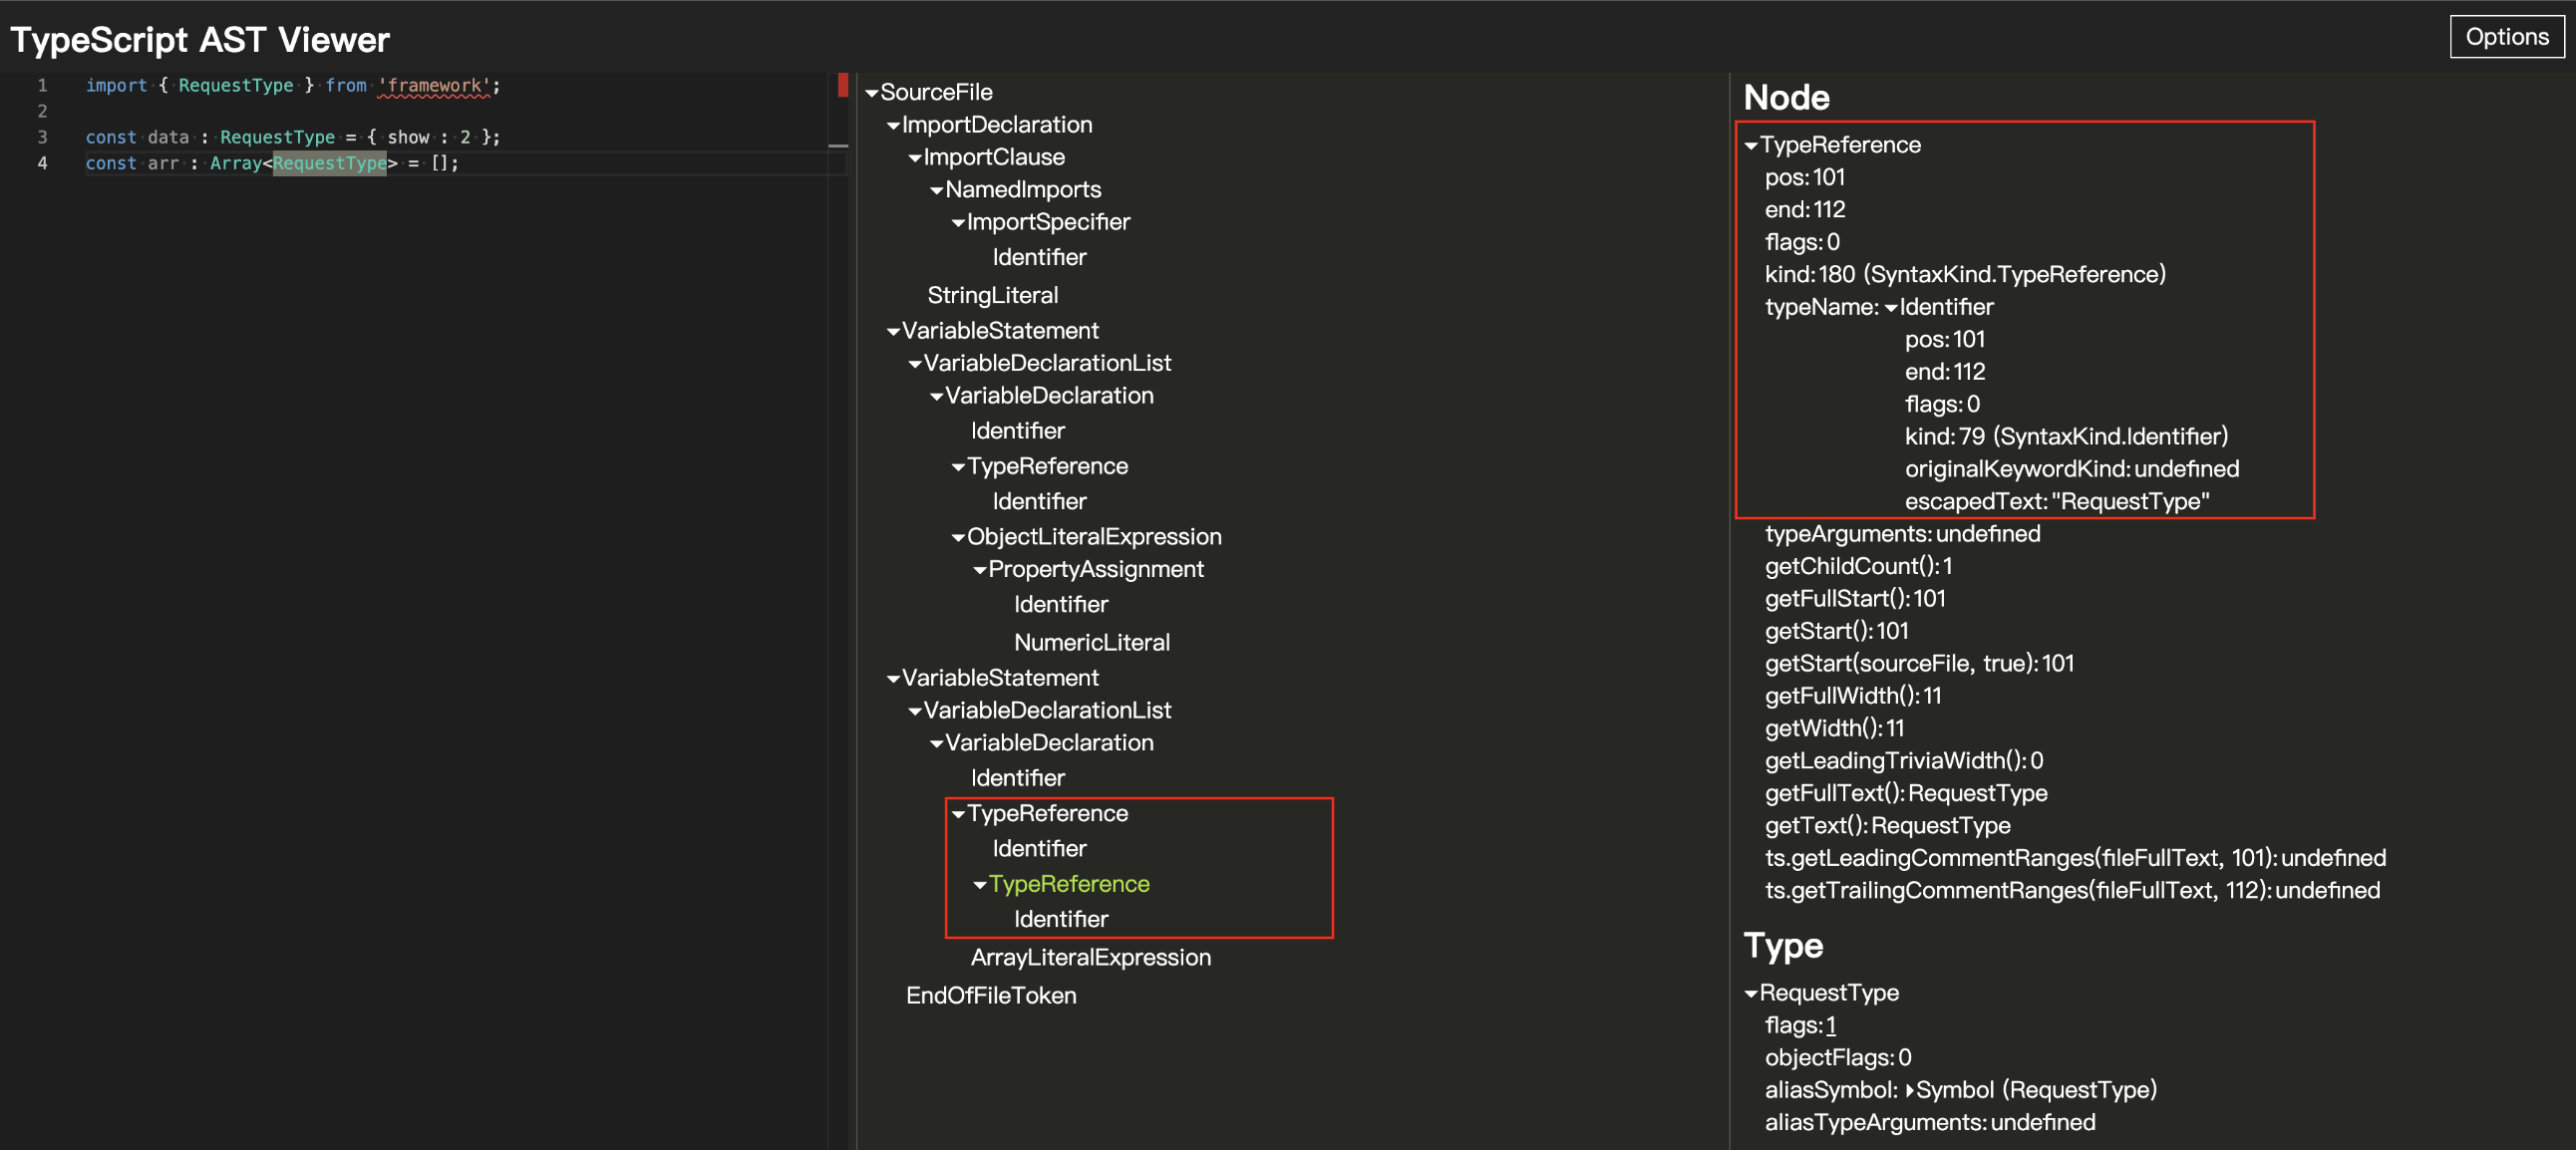 TypeScript AST Viewer
Options
1 import { RequestType } from 'framework';
2
3 const data : RequestType = { show : 2 };
4 const arr : Array<RequestType> = [];
SourceFile
ImportDeclaration
ImportClause
NamedImports
ImportSpecifier
Identifier
StringLiteral
VariableStatement
VariableDeclarationList
VariableDeclaration
Identifier
TypeReference
Identifier
ObjectLiteralExpression
PropertyAssignment
Identifier
NumericLiteral
VariableStatement
VariableDeclarationList
VariableDeclaration
Identifier
TypeReference
Identifier
TypeReference
Identifier
ArrayLiteralExpression
EndOfFileToken
Node
TypeReference
pos:101
end:112
flags:0
kind:180 (SyntaxKind.TypeReference)
typeName: Identifier
pos:101
end:112
flags:0
kind:79 (SyntaxKind.Identifier)
originalKeywordKind:undefined
escapedText:"RequestType"
typeArguments:undefined
getChildCount():1
getFullStart():101
getStart():101
getStart(sourceFile, true):101
getFullWidth():11
getWidth():11
getLeadingTriviaWidth():0
getFullText():RequestType
getText():RequestType
ts.getLeadingCommentRanges(fileFullText, 101):undefined
ts.getTrailingCommentRanges(fileFullText, 112):undefined
Type
RequestType
flags:1
objectFlags:0
aliasSymbol: Symbol (RequestType)
aliasTypeArguments:undefined